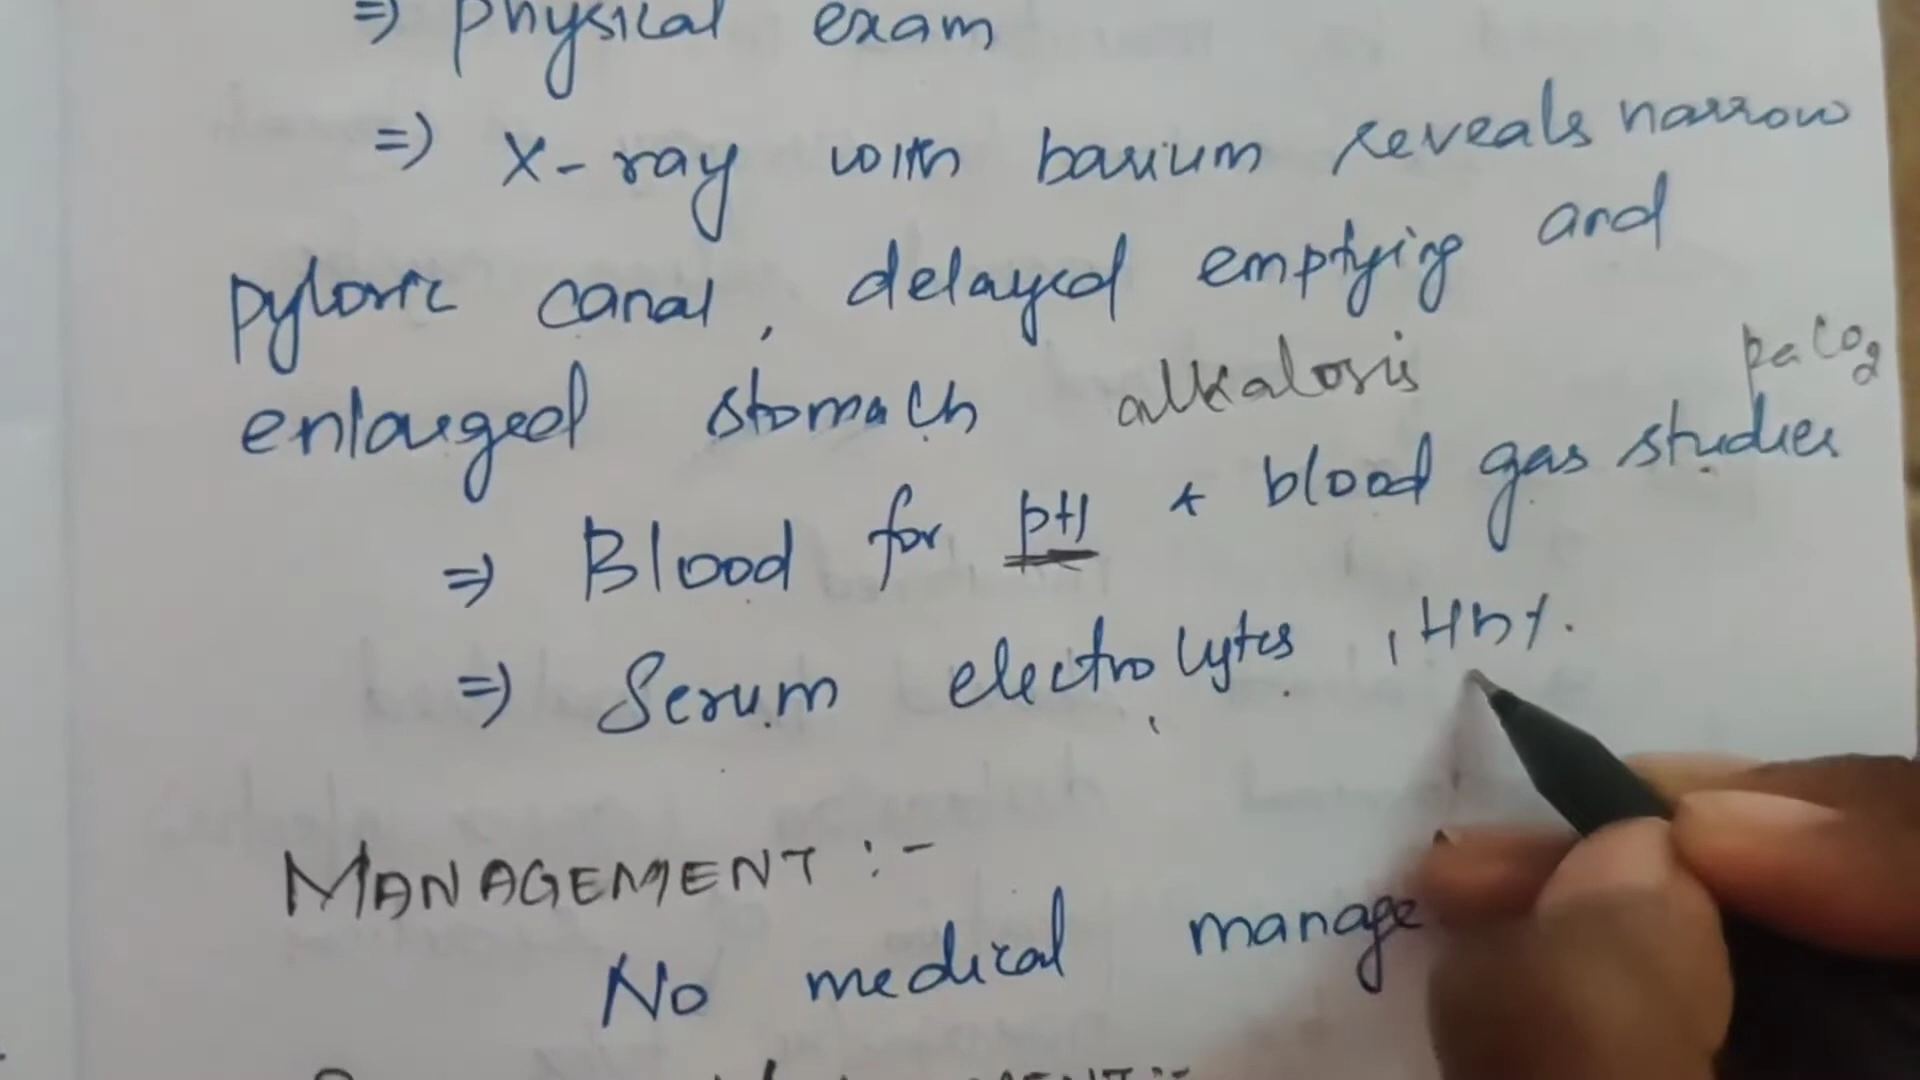 =) Physical exam
=) X-ray with barium reveals narrow
pyloric canal, delayed emptying and
enlarged stomach alkalosis paCo2
=) Blood for pH & blood gas studies
=) Serum electrolytes, Hb%.
MANAGEMENT :-
No medical manage